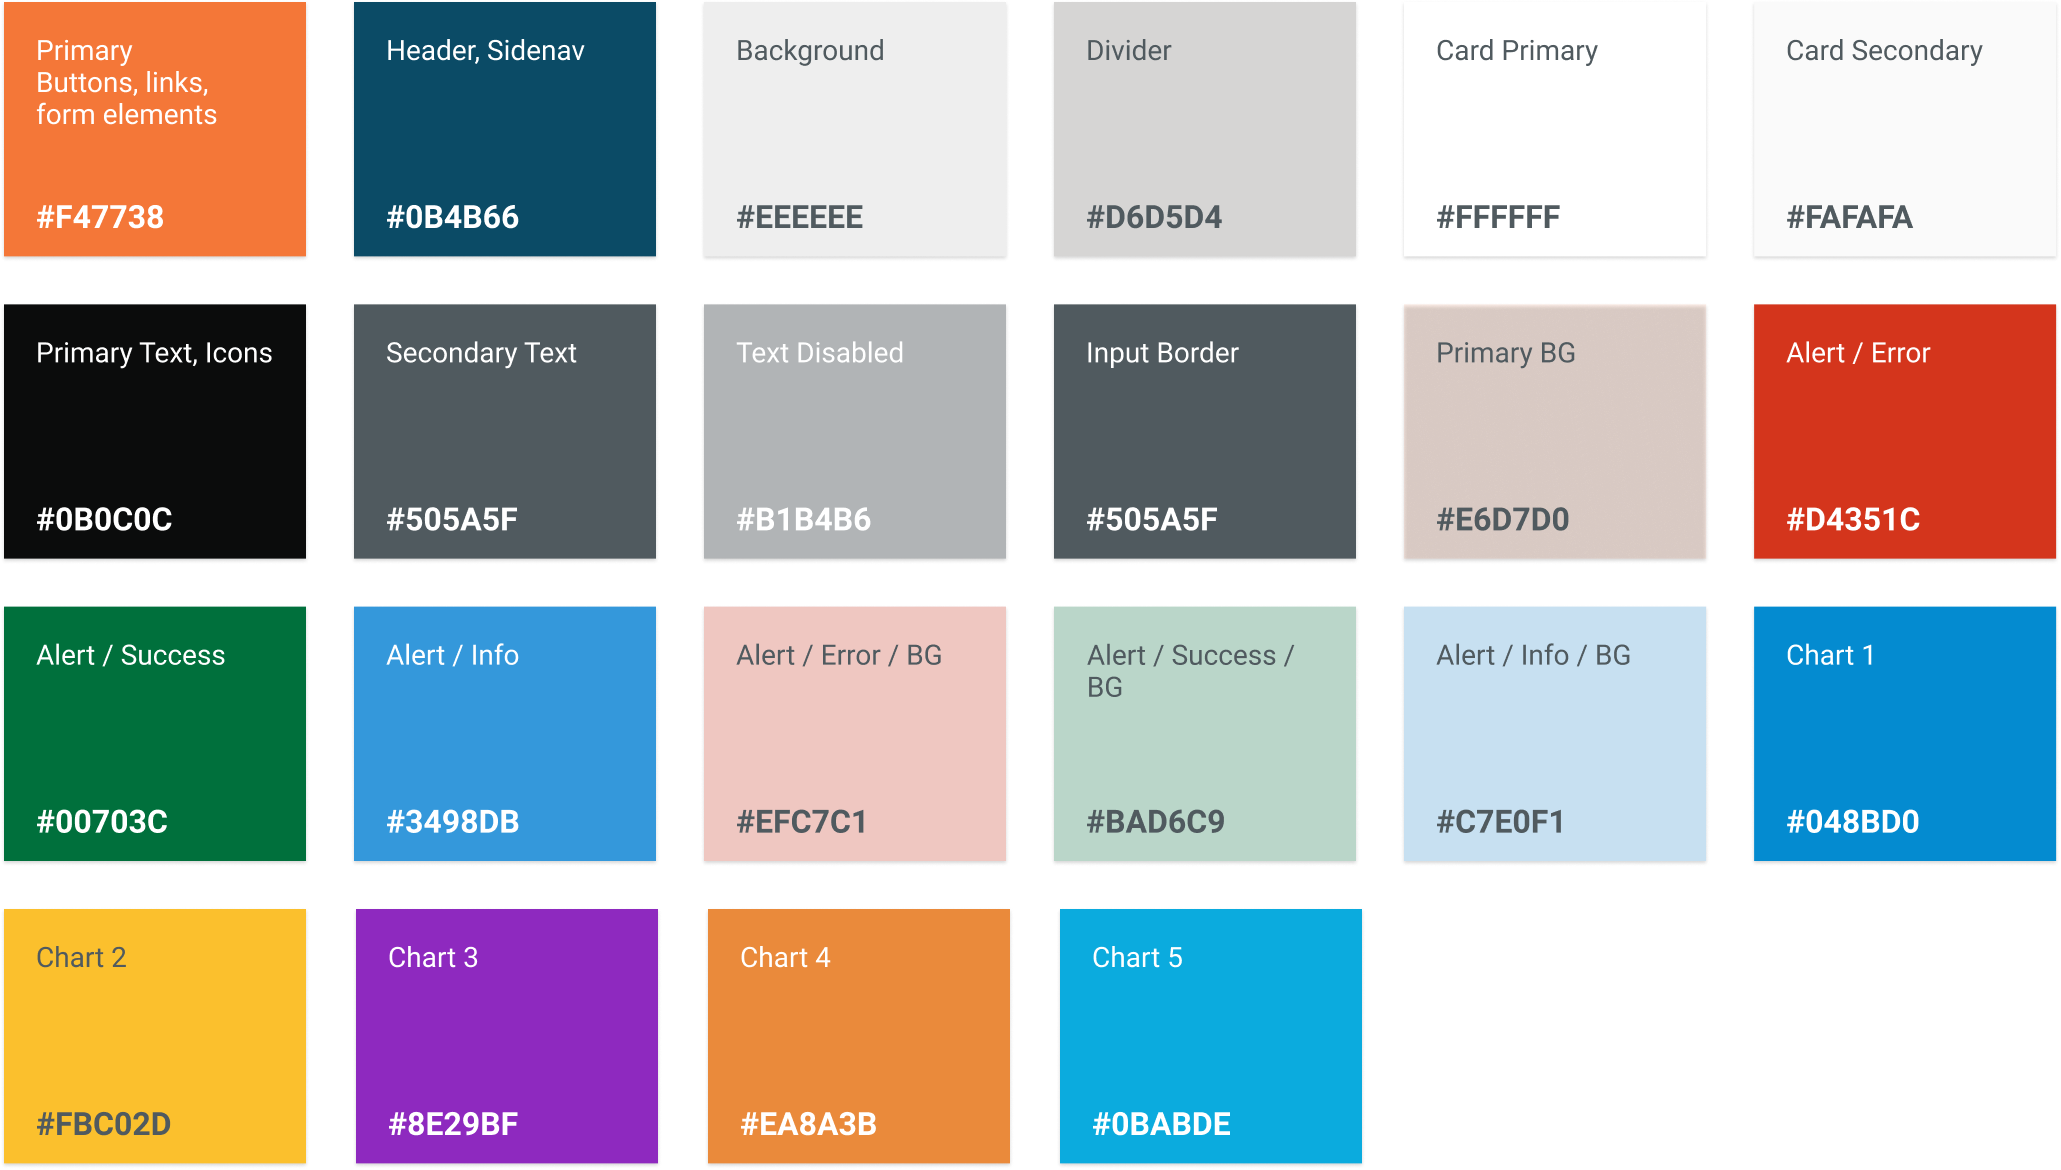 Primary
Buttons, links,
form elements
#F47738
Header, Sidenav
#0B4B66
Background
#EEEEEE
Divider
#D6D5D4
Card Primary
#FFFFFF
Card Secondary
#FAFAFA
Primary Text, Icons
#0B0C0C
Secondary Text
#505A5F
Text Disabled
#B1B4B6
Input Border
#505A5F
Primary BG
#E6D7D0
Alert / Error
#D4351C
Alert / Success
#00703C
Alert / Info
#3498DB
Alert / Error / BG
#EFC7C1
Alert / Success /
BG
#BAD6C9
Alert / Info / BG
#C7E0F1
Chart 1
#048BD0
Chart 2
#FBC02D
Chart 3
#8E29BF
Chart 4
#EA8A3B
Chart 5
#0BABDE